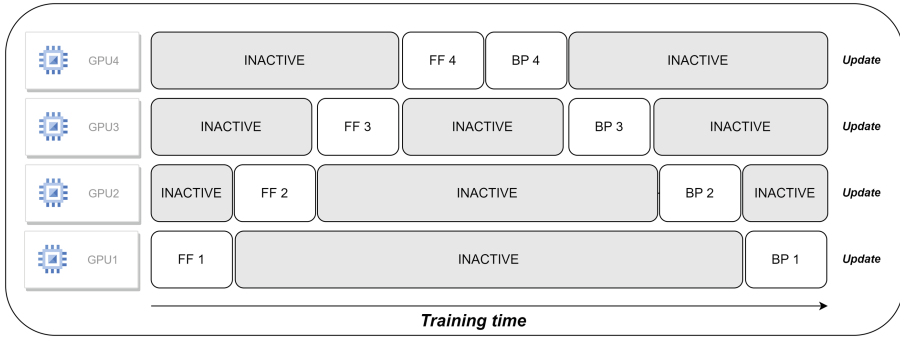 GPU4 INACTIVE FF 4 BP 4 INACTIVE Update
GPU3 INACTIVE FF 3 INACTIVE BP 3 INACTIVE Update
GPU2 INACTIVE FF 2 INACTIVE BP 2 INACTIVE Update
GPU1 FF 1 INACTIVE BP 1 Update
Training time